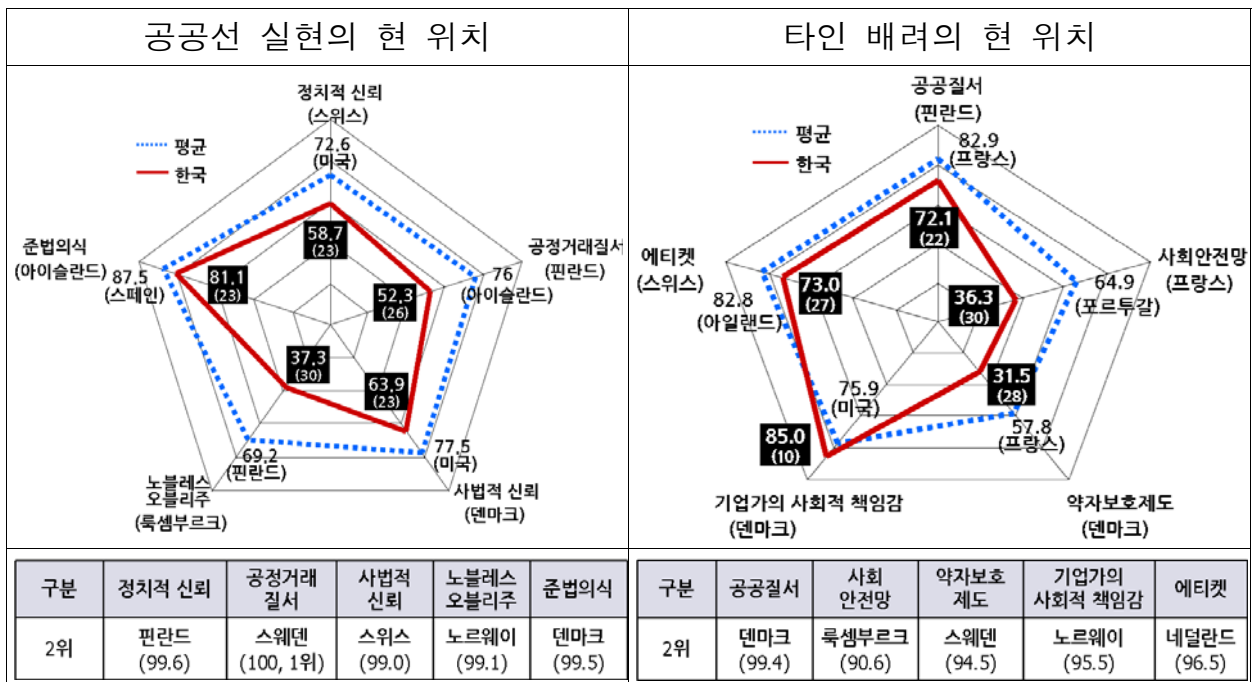 공공선 실현의 현 위치
정치적 신뢰
(스위스)
평균
한국
72.6
(미국)
58.7
(23)
공정거래질서
(핀란드)
76
(아이슬란드)
52.3
(26)
준법의식
(아이슬란드)
87.5
(스페인)
81.1
(23)
37.3
(30)
63.9
(23)
69.2
(핀란드)
77.5
(미국)
노블레스
오블리주
(룩셈부르크)
사법적 신뢰
(덴마크)
구분 정치적 신뢰 공정거래 질서 사법적 신뢰 노블레스 오블리주 준법의식
2위 핀란드 (99.6) 스웨덴 (100, 1위) 스위스 (99.0) 노르웨이 (99.1) 덴마크 (99.5)
타인 배려의 현 위치
공공질서
(핀란드)
평균
한국
82.9
(프랑스)
72.1
(22)
에티켓
(스위스)
82.8
(아일랜드)
73.0
(27)
36.3
(30)
사회안전망
(프랑스)
64.9
(포르투갈)
75.9
(미국)
31.5
(28)
57.8
(프랑스)
85.0
(10)
기업가의 사회적 책임감
(덴마크)
약자보호제도
(덴마크)
구분 공공질서 사회 안전망 약자보호 제도 기업가의 사회적 책임감 에티켓
2위 덴마크 (99.4) 룩셈부르크 (90.6) 스웨덴 (94.5) 노르웨이 (95.5) 네덜란드 (96.5)